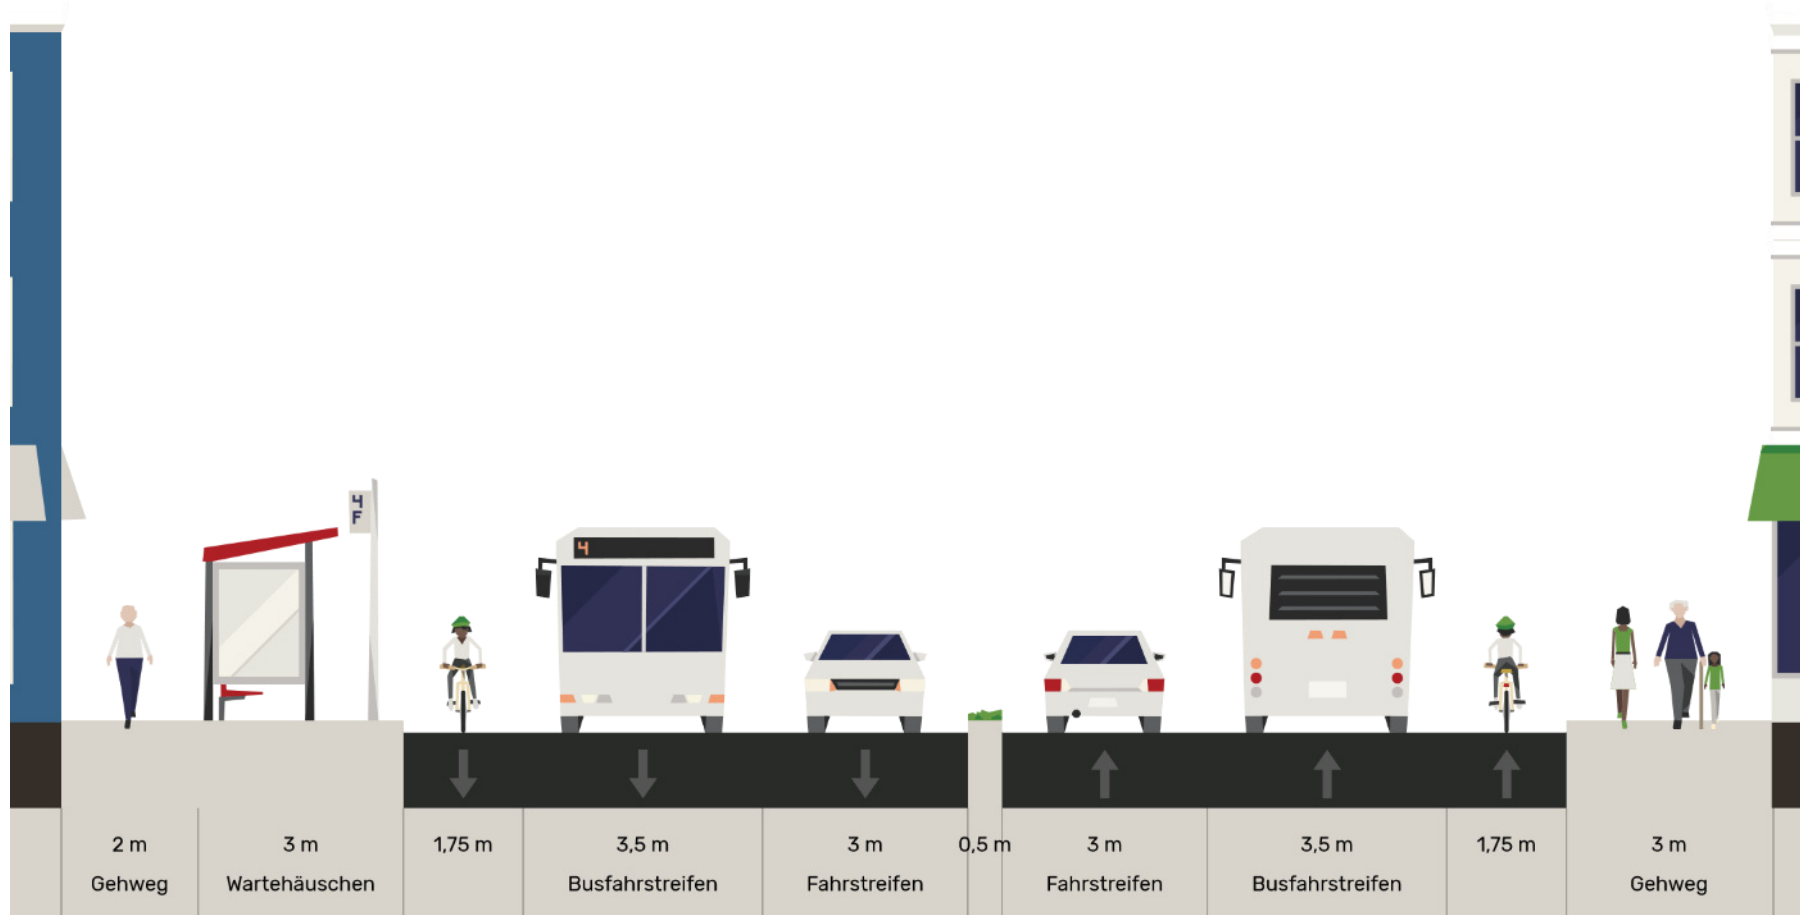 4
F
4
2 m
Gehweg
3 m
Wartehäuschen
1,75 m
3,5 m
Busfahrstreifen
3 m
Fahrstreifen
0,5 m
3 m
Fahrstreifen
3,5 m
Busfahrstreifen
1,75 m
3 m
Gehweg